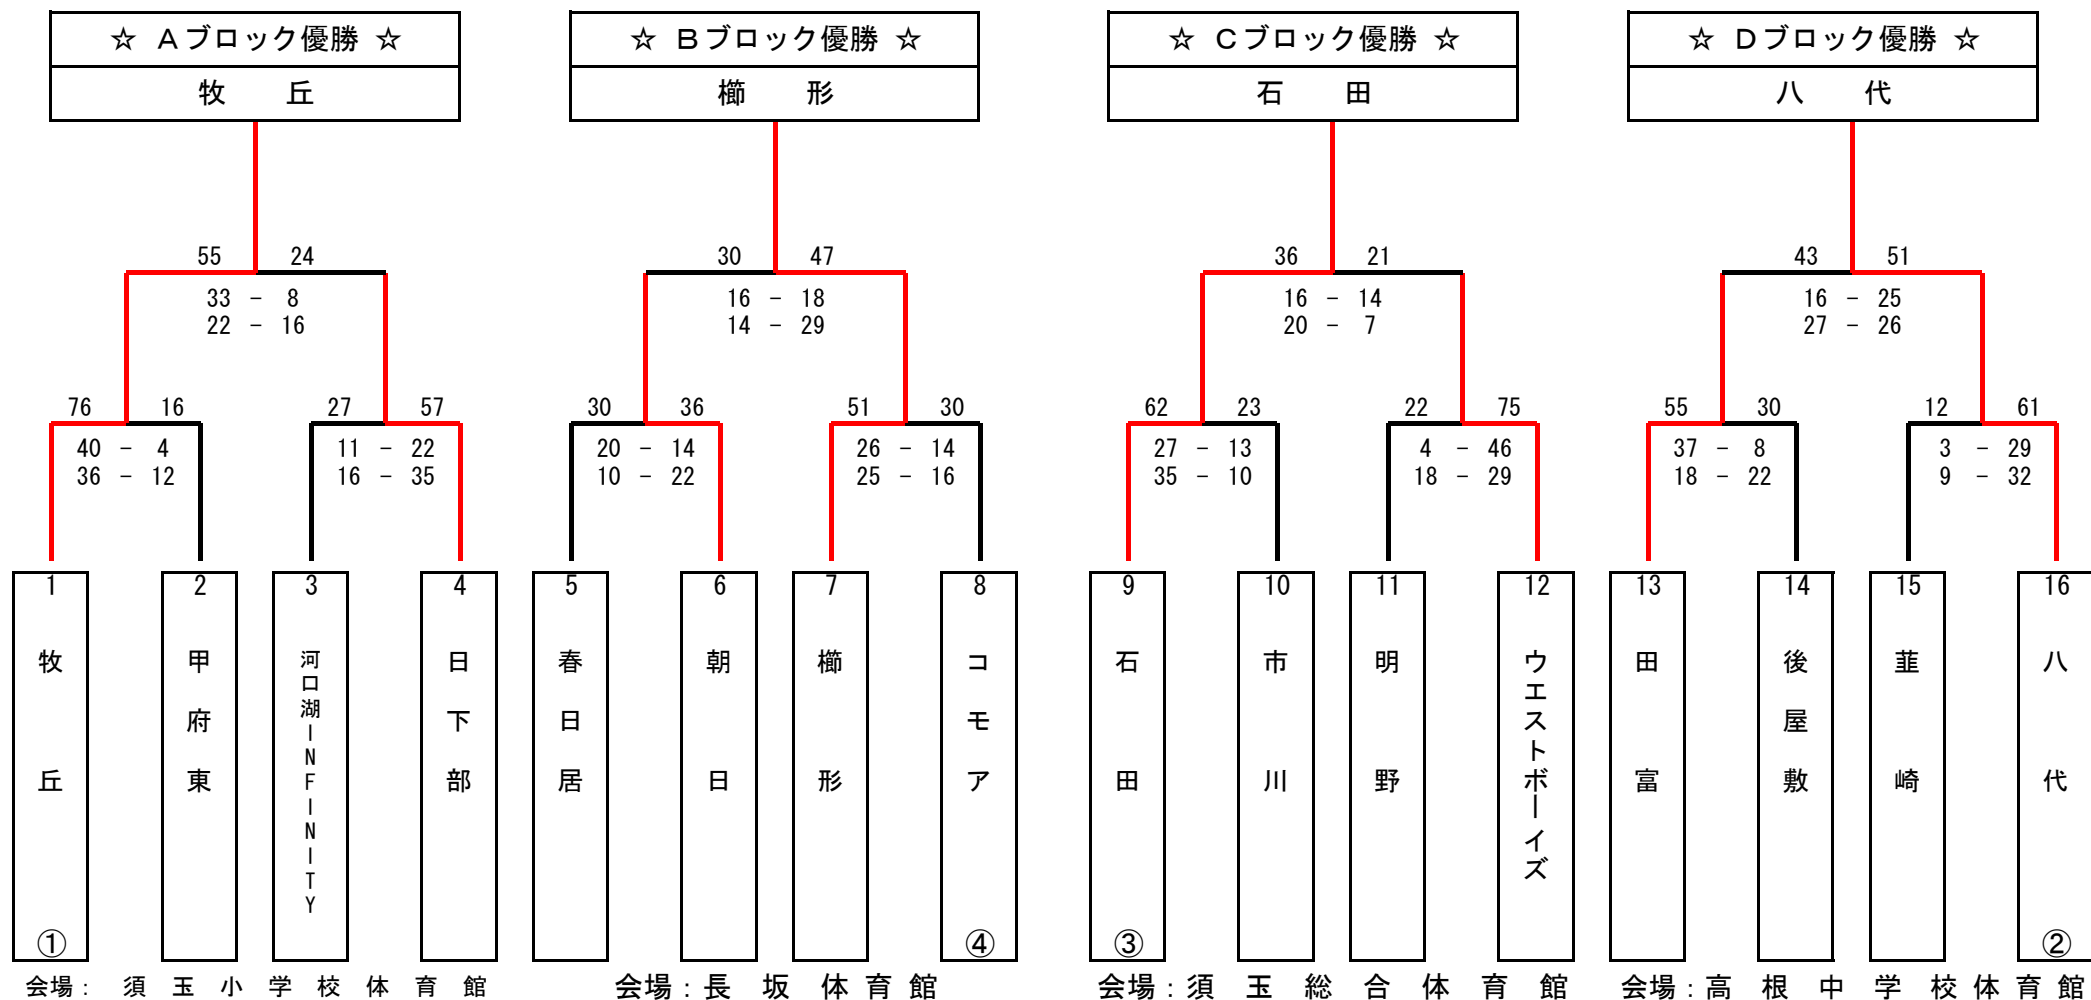 ☆ Aブロック優勝 ☆
牧 丘
☆ Bブロック優勝 ☆
櫛 形
☆ Cブロック優勝 ☆
石 田
☆ Dブロック優勝 ☆
八 代
55 24
33 - 8
22 - 16
30 47
16 - 18
14 - 29
36 21
16 - 14
20 - 7
43 51
16 - 25
27 - 26
76 16
40 - 4
36 - 12
27 57
11 - 22
16 - 35
30 36
20 - 14
10 - 22
51 30
26 - 14
25 - 16
62 23
27 - 13
35 - 10
22 75
4 - 46
18 - 29
55 30
37 - 8
18 - 22
12 61
3 - 29
9 - 32
1
牧丘
①
2
甲府東
3
河口湖INFINITY
4
日下部
5
春日居
6
朝日
7
櫛形
8
コモア
④
9
石田
③
10
市川
11
明野
12
ウエストボーイズ
13
田富
14
後屋敷
15
韮崎
16
八代
②
会場： 須 玉 小 学 校 体 育 館
会場：長 坂 体 育 館
会場：須 玉 総 合 体 育 館
会場：高 根 中 学 校 体 育 館